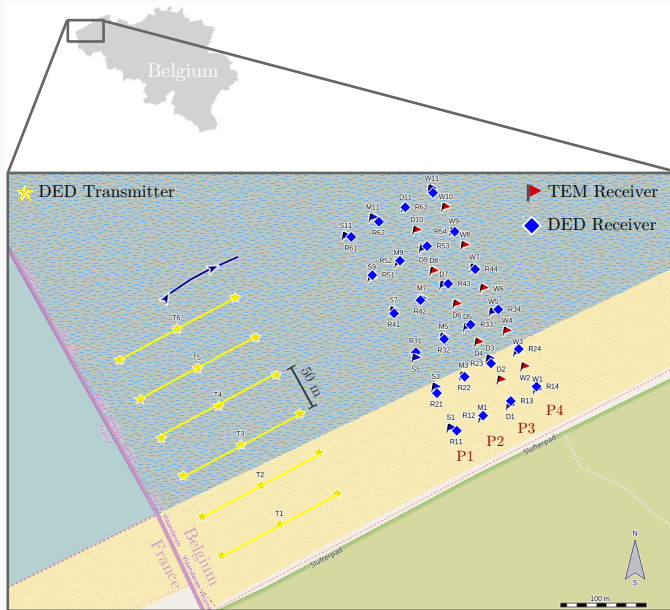 Belgium
DED Transmitter
TEM Receiver
DED Receiver
W11
M11
D11
R63
W10
S11
R62
D10
R54
W9
R61
R53
W8
M9
R52
D9
D8
W7
R44
S9
R51
D7
R43
W6
M7
S7
R42
D6
W5
R34
R41
D5
R33
W4
T6
M5
R31
R32
D3
W3
R24
S5
D4
R23
T5
M3
D2
W2
W1
R14
S3
R22
50 m
R21
R13
T4
M1
D1
S1
R12
R11
P4
P3
P2
P1
T3
T2
T1
Slufterpad
Slufterpad
Belgium
France
Vlaanderen
N
S
100 m